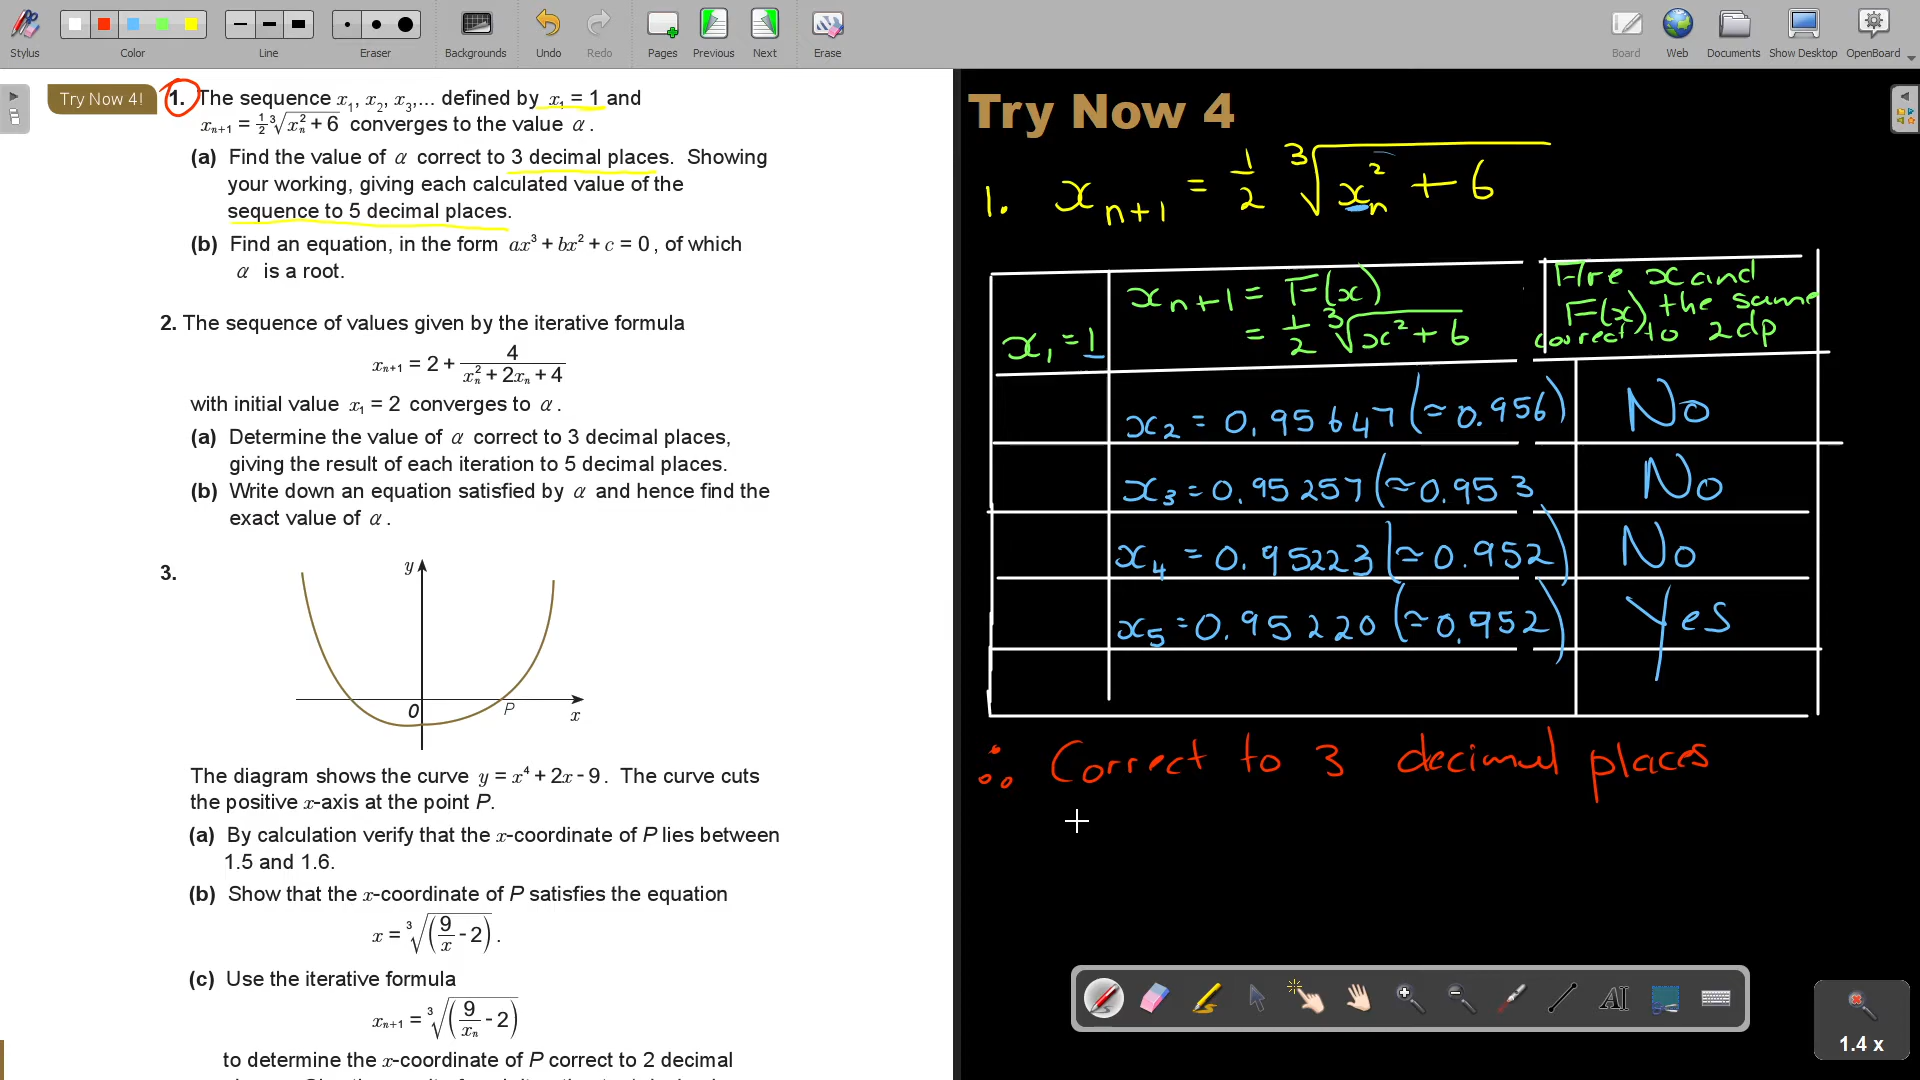 Stylus Color Line Eraser Backgrounds Undo Redo Pages Previous Next Erase Board Web Documents Show Desktop OpenBoard
Try Now 4!
1. The sequence x₁, x₂, x₃,... defined by x₁ = 1 and
xₙ₊₁ = ½ ∛(xₙ² + 6) converges to the value α.
(a) Find the value of α correct to 3 decimal places. Showing
your working, giving each calculated value of the
sequence to 5 decimal places.
(b) Find an equation, in the form ax³ + bx² + c = 0, of which
α is a root.
2. The sequence of values given by the iterative formula
xₙ₊₁ = 2 + 4/(xₙ² + 2xₙ + 4)
with initial value x₁ = 2 converges to α.
(a) Determine the value of α correct to 3 decimal places,
giving the result of each iteration to 5 decimal places.
(b) Write down an equation satisfied by α and hence find the
exact value of α.
3.
y
0 P x
The diagram shows the curve y = x⁴ + 2x - 9. The curve cuts
the positive x-axis at the point P.
(a) By calculation verify that the x-coordinate of P lies between
1.5 and 1.6.
(b) Show that the x-coordinate of P satisfies the equation
x = ∛(9/x - 2).
(c) Use the iterative formula
xₙ₊₁ = ∛(9/xₙ - 2)
to determine the x-coordinate of P correct to 2 decimal
Try Now 4
1. xₙ₊₁ = ½ ∛(xₙ² + 6)
x₁ = 1
xₙ₊₁ = F(x)
= ½ ∛(x² + 6)
Are x and
F(x) the same
correct to 2dp
x₂ = 0.95647 (≃ 0.956) No
x₃ = 0.95257 (≃ 0.953 No
x₄ = 0.95223 (≃ 0.952) No
x₅ = 0.95220 (≃ 0.952) Yes
∴ Correct to 3 decimal places
1.4 x